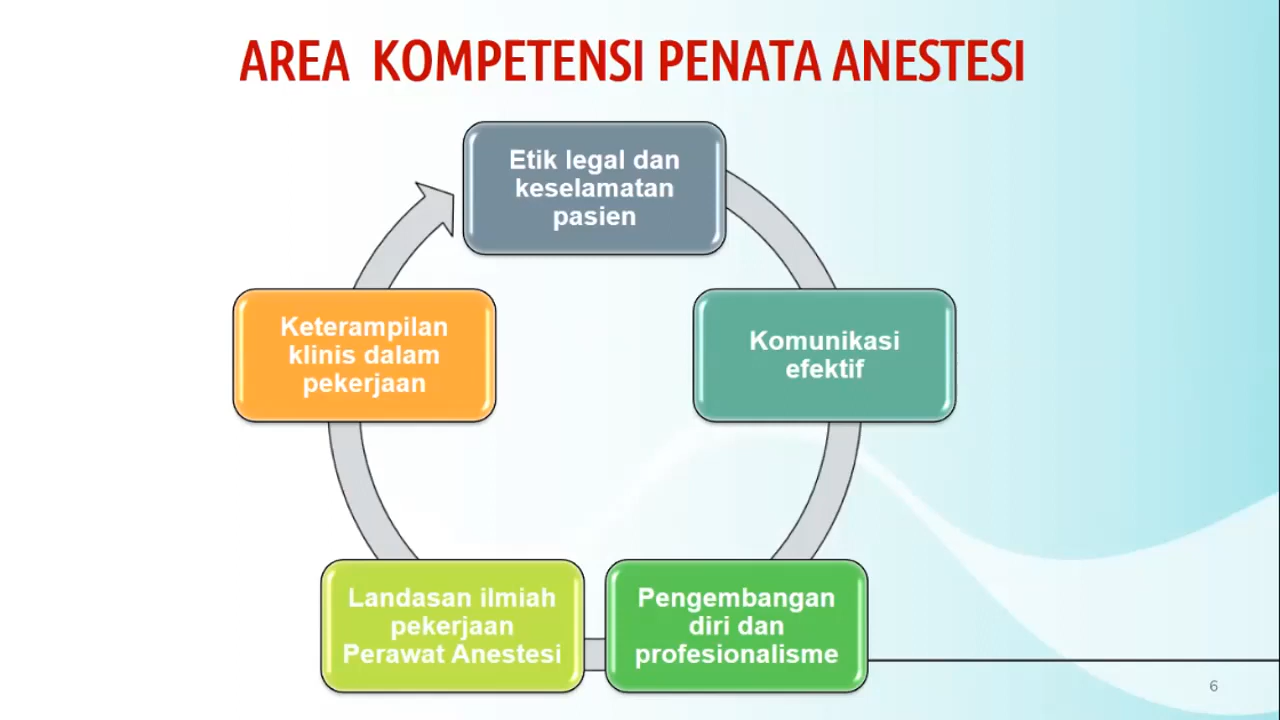 AREA KOMPETENSI PENATA ANESTESI
Etik legal dan
keselamatan
pasien
Komunikasi
efektif
Pengembangan
diri dan
profesionalisme
Landasan ilmiah
pekerjaan
Perawat Anestesi
Keterampilan
klinis dalam
pekerjaan
6